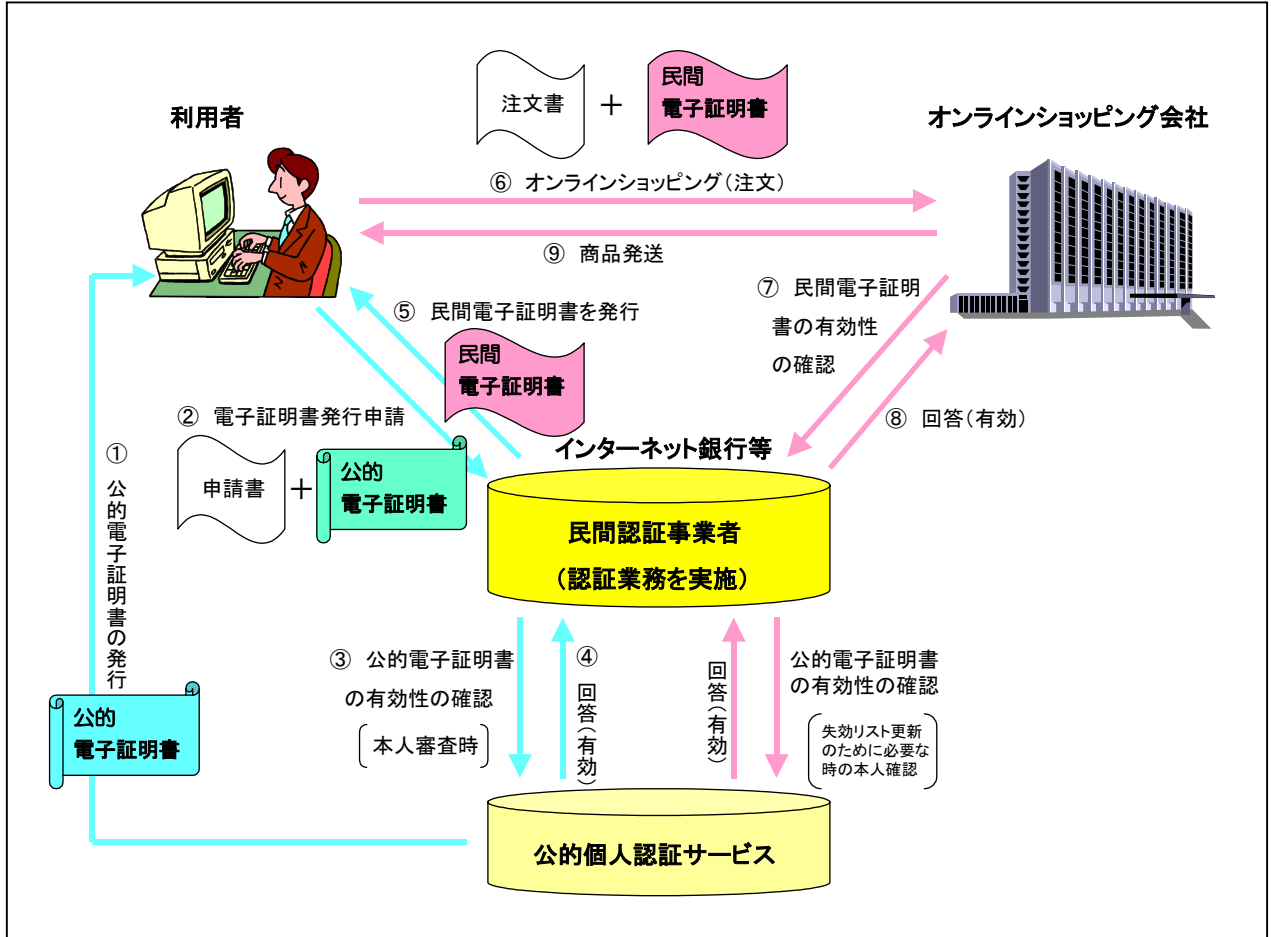 注文書
+
民間
電子証明書
利用者
オンラインショッピング会社
⑥ オンラインショッピング(注文)
⑨ 商品発送
⑤ 民間電子証明書を発行
民間
電子証明書
⑦ 民間電子証明
書の有効性
の確認
⑧ 回答(有効)
② 電子証明書発行申請
申請書
+
公的
電子証明書
① 公的電子証明書の発行
公的
電子証明書
インターネット銀行等
民間認証事業者
(認証業務を実施)
③ 公的電子証明書
の有効性の確認
本人審査時
④ 回答(有効)
回答(有効)
公的電子証明書
の有効性の確認
失効リスト更新
のために必要な
時の本人確認
公的個人認証サービス